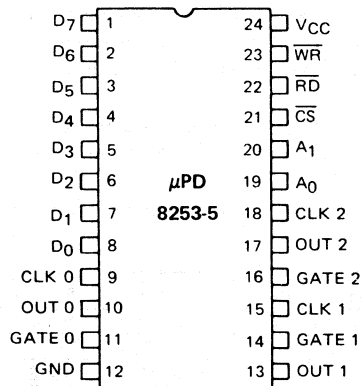 D7 1 24 VCC
D6 2 23 WR
D5 3 22 RD
D4 4 21 CS
D3 5 20 A1
D2 6 µPD 19 A0
D1 7 8253-5 18 CLK 2
D0 8 17 OUT 2
CLK 0 9 16 GATE 2
OUT 0 10 15 CLK 1
GATE 0 11 14 GATE 1
GND 12 13 OUT 1